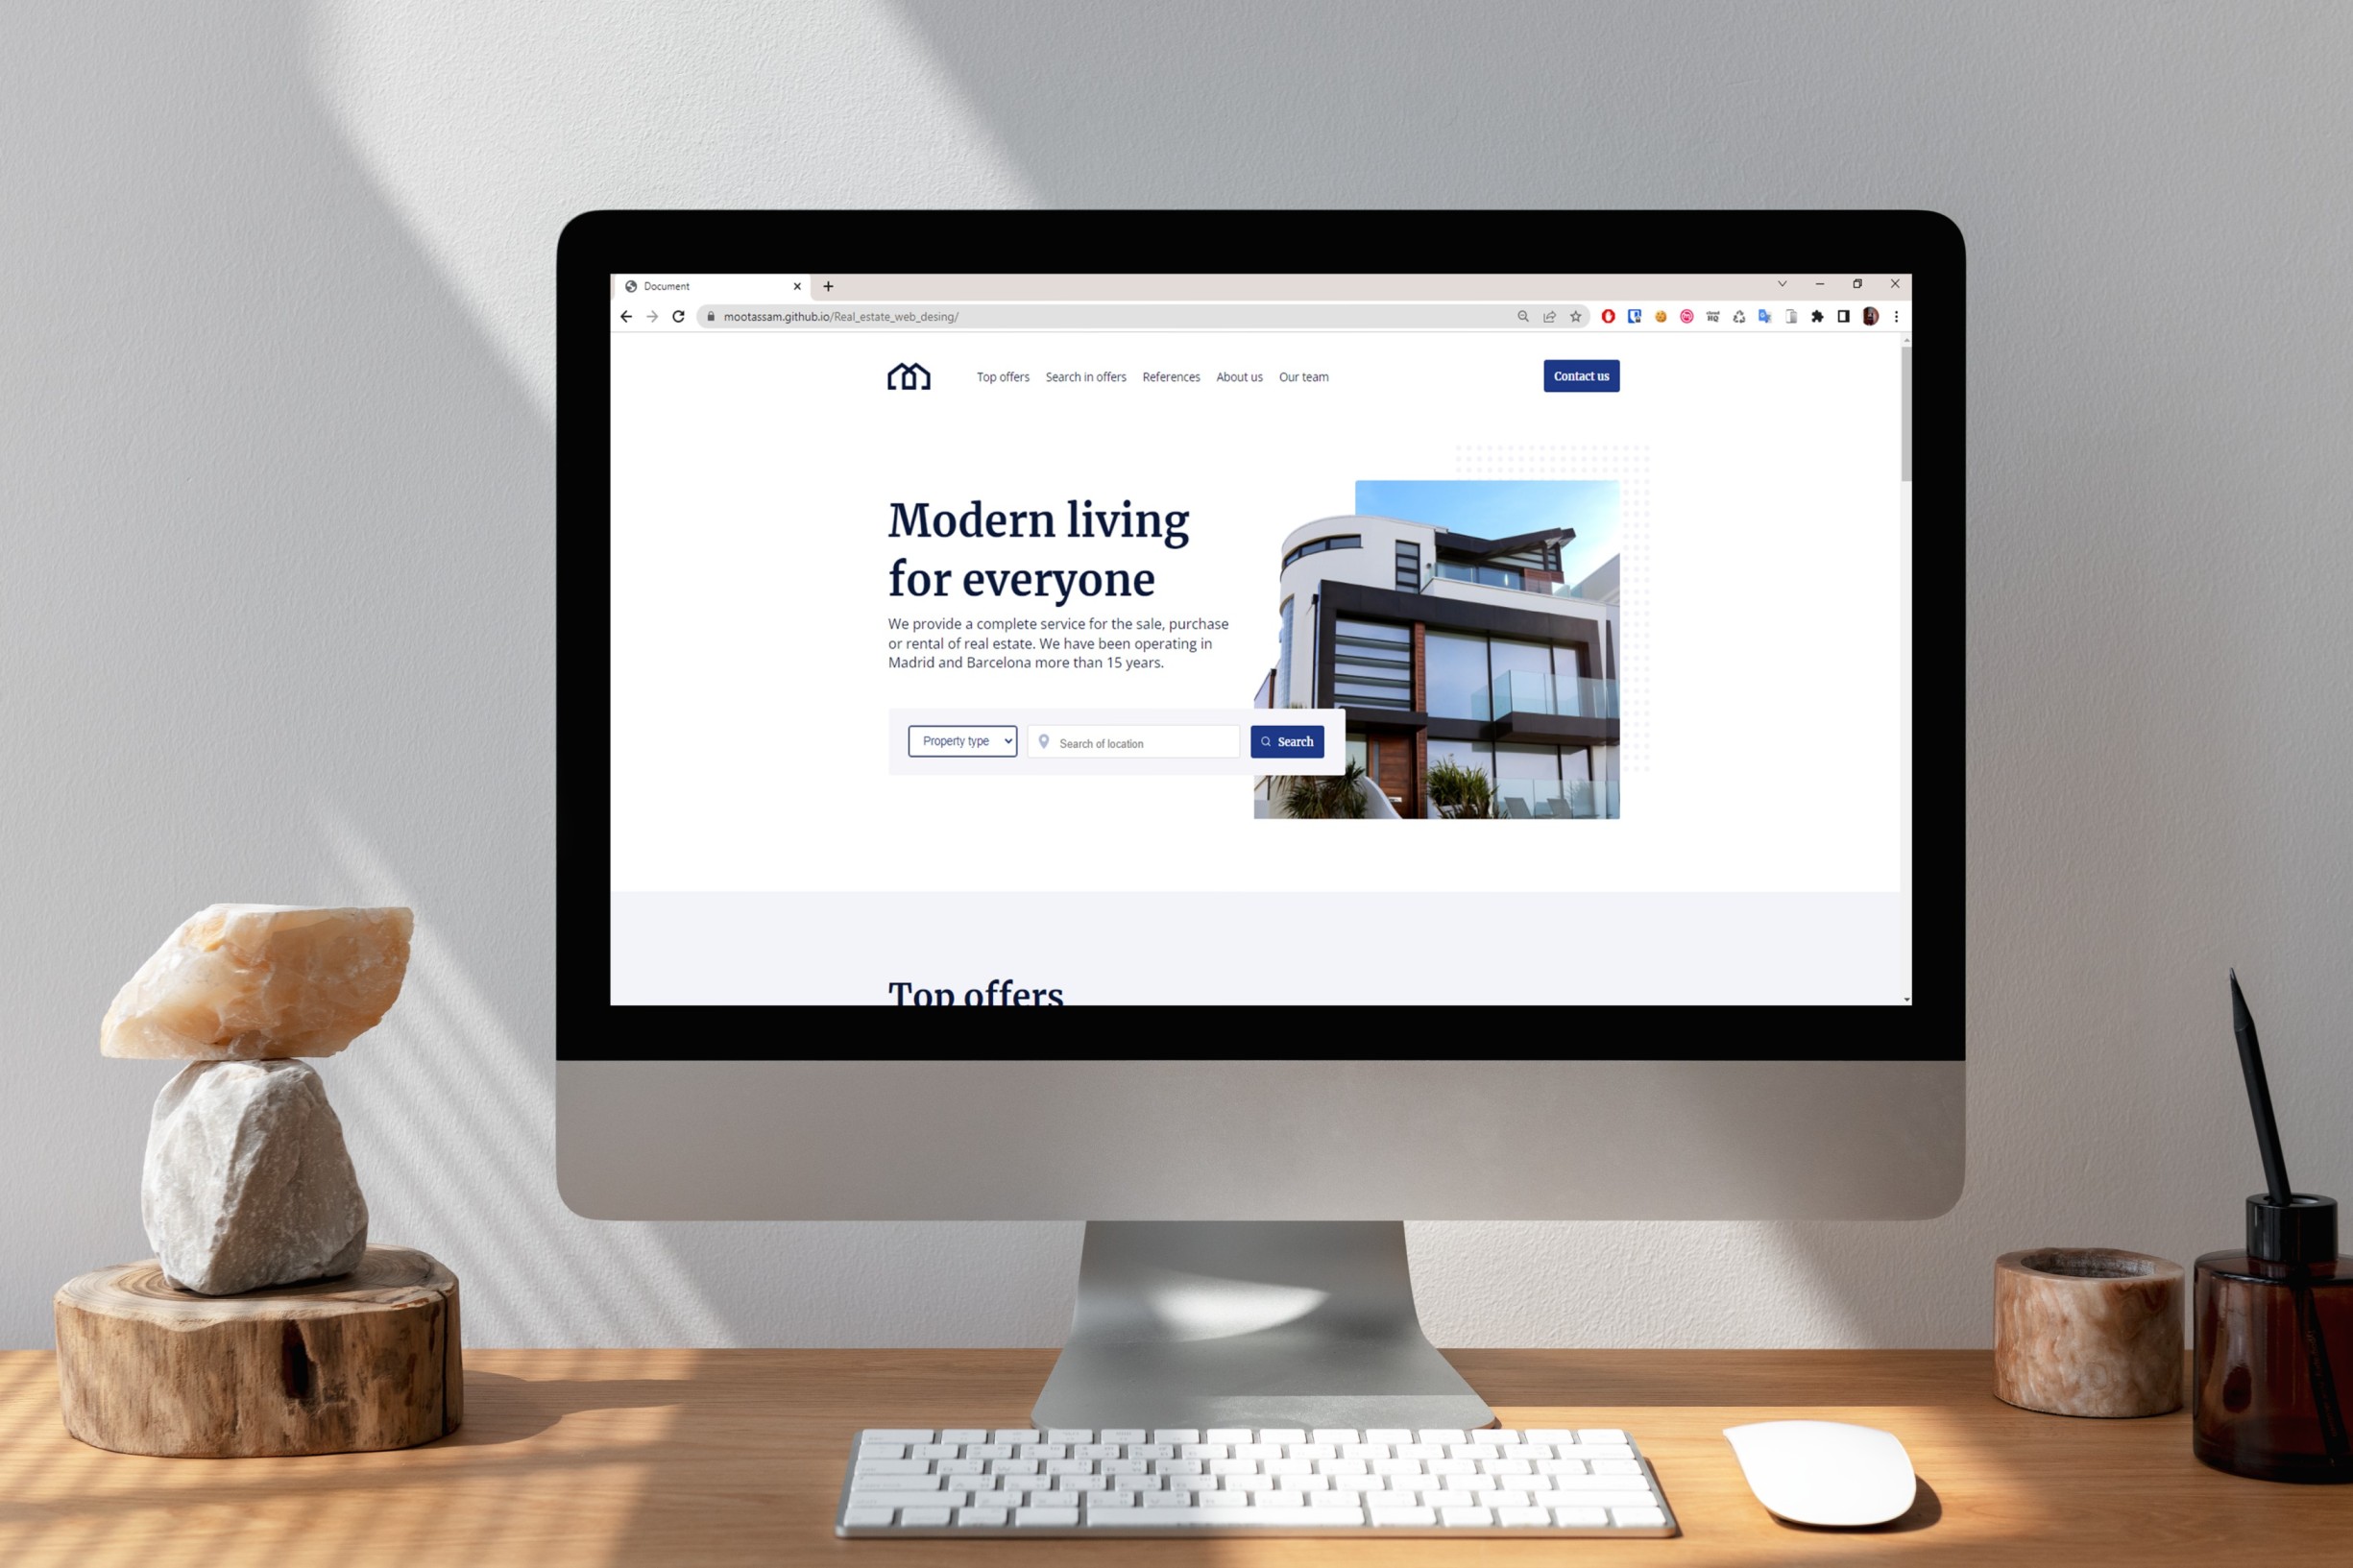 Document
mootassam.github.io/Real_estate_web_desing/
Top offers Search in offers References About us Our team Contact us
Modern living
for everyone
We provide a complete service for the sale, purchase
or rental of real estate. We have been operating in
Madrid and Barcelona more than 15 years.
Property type Search of location Search
Top offers